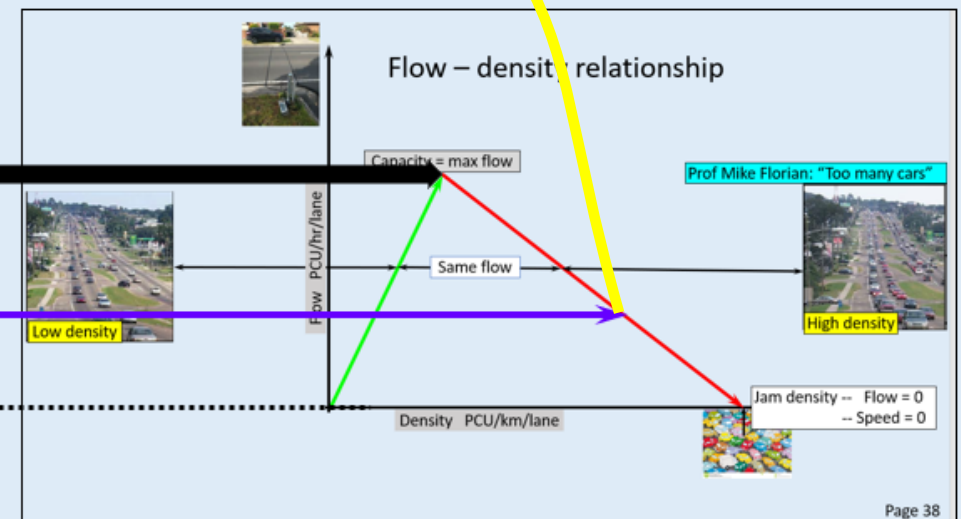 Flow – density relationship
Capacity = max flow
Prof Mike Florian: “Too many cars”
Flow PCU/hr/lane
Same flow
Low density
High density
Jam density -- Flow = 0
-- Speed = 0
Density PCU/km/lane
Page 38